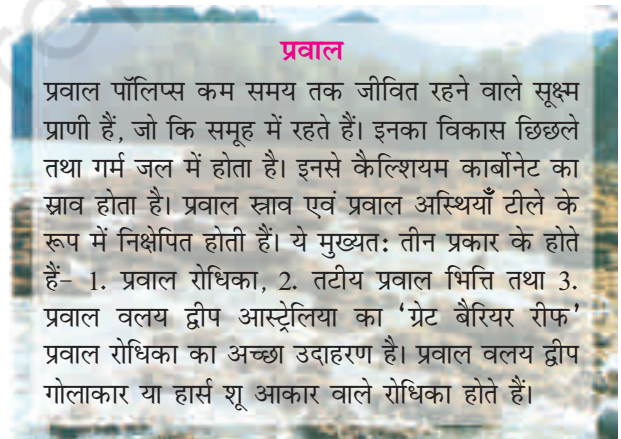 प्रवाल
प्रवाल पॉलिप्स कम समय तक जीवित रहने वाले सूक्ष्म
प्राणी हैं, जो कि समूह में रहते हैं। इनका विकास छिछले
तथा गर्म जल में होता है। इनसे कैल्शियम कार्बोनेट का
स्राव होता है। प्रवाल स्राव एवं प्रवाल अस्थियाँ टीले के
रूप में निक्षेपित होती हैं। ये मुख्यत: तीन प्रकार के होते
हैं- 1. प्रवाल रोधिका, 2. तटीय प्रवाल भित्ति तथा 3.
प्रवाल वलय द्वीप आस्ट्रेलिया का ‘ग्रेट बैरियर रीफ’
प्रवाल रोधिका का अच्छा उदाहरण है। प्रवाल वलय द्वीप
गोलाकार या हार्स शू आकार वाले रोधिका होते हैं।